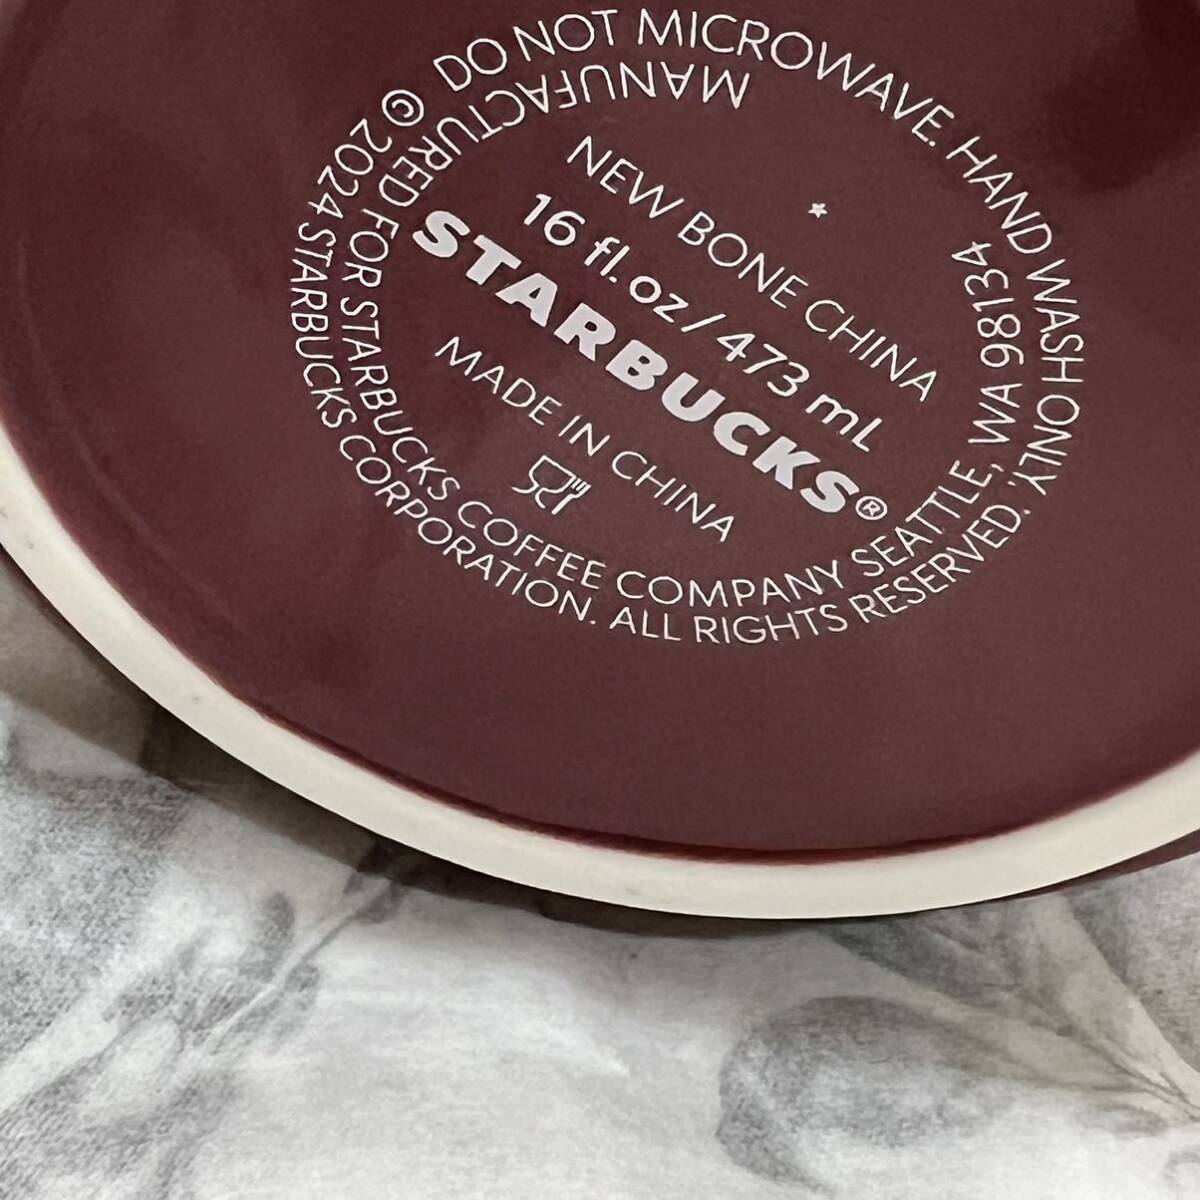 DO NOT MICROWAVE. HAND WASH ONLY.
MANUFACTURED FOR STARBUCKS COFFEE COMPANY SEATTLE, WA 98134
© 2024 STARBUCKS CORPORATION. ALL RIGHTS RESERVED.
NEW BONE CHINA
16 fl.oz / 473 mL
STARBUCKS®
MADE IN CHINA